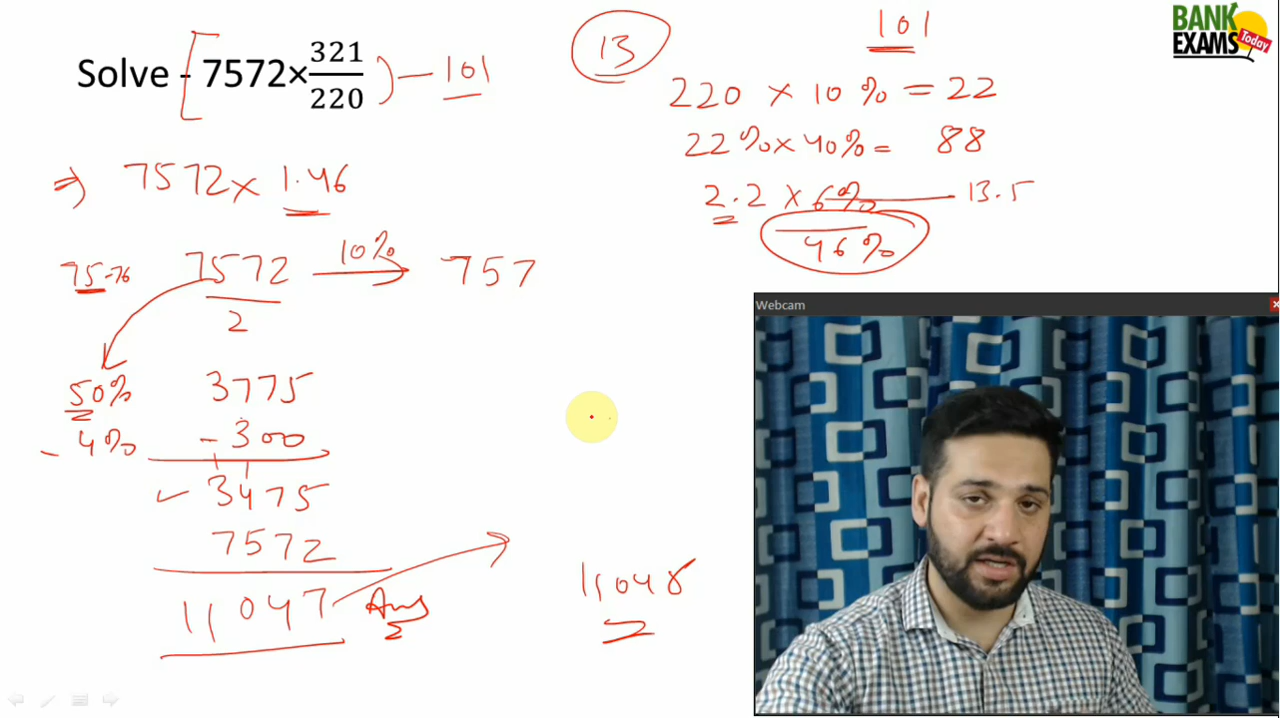 Solve - [ 7572×321/220 ) — 101
⇒ 7572 × 1.46
75.76 7572 10% → 757
2
50% 3775
- 4% - 300
✓ 3475
7572
11047 Ans
11048
13
101
220 × 10% = 22
22% × 40% = 88
2.2 × 6% — 13.5
46%
BANK
EXAMS Today
Webcam